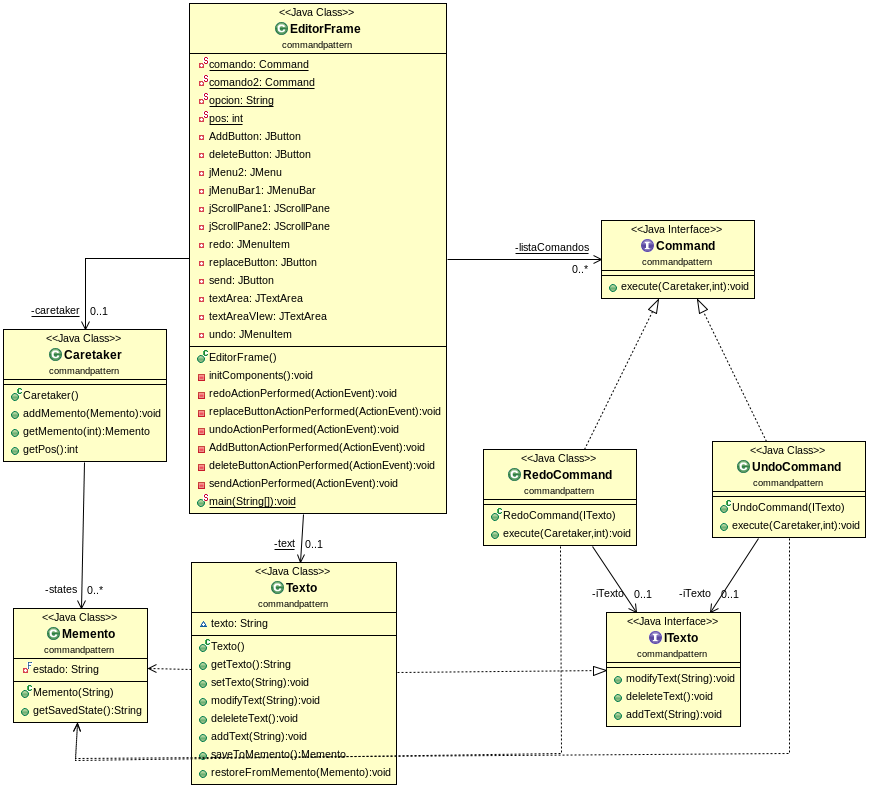 <<Java Class>>
EditorFrame
commandpattern
comando: Command
comando2: Command
opcion: String
pos: int
AddButton: JButton
deleteButton: JButton
jMenu2: JMenu
jMenuBar1: JMenuBar
jScrollPane1: JScrollPane
jScrollPane2: JScrollPane
redo: JMenuItem
replaceButton: JButton
send: JButton
textArea: JTextArea
textAreaVIew: JTextArea
undo: JMenuItem
EditorFrame()
initComponents():void
redoActionPerformed(ActionEvent):void
replaceButtonActionPerformed(ActionEvent):void
undoActionPerformed(ActionEvent):void
AddButtonActionPerformed(ActionEvent):void
deleteButtonActionPerformed(ActionEvent):void
sendActionPerformed(ActionEvent):void
main(String[]):void
-listaComandos
0..*
<<Java Interface>>
Command
commandpattern
execute(Caretaker,int):void
-caretaker
0..1
<<Java Class>>
Caretaker
commandpattern
Caretaker()
addMemento(Memento):void
getMemento(int):Memento
getPos():int
<<Java Class>>
RedoCommand
commandpattern
RedoCommand(ITexto)
execute(Caretaker,int):void
<<Java Class>>
UndoCommand
commandpattern
UndoCommand(ITexto)
execute(Caretaker,int):void
-text
0..1
-states
0..*
-iTexto
0..1
-iTexto
0..1
<<Java Class>>
Memento
commandpattern
estado: String
Memento(String)
getSavedState():String
<<Java Class>>
Texto
commandpattern
texto: String
Texto()
getTexto():String
setTexto(String):void
modifyText(String):void
deleleteText():void
addText(String):void
saveToMemento():Memento
restoreFromMemento(Memento):void
<<Java Interface>>
ITexto
commandpattern
modifyText(String):void
deleleteText():void
addText(String):void